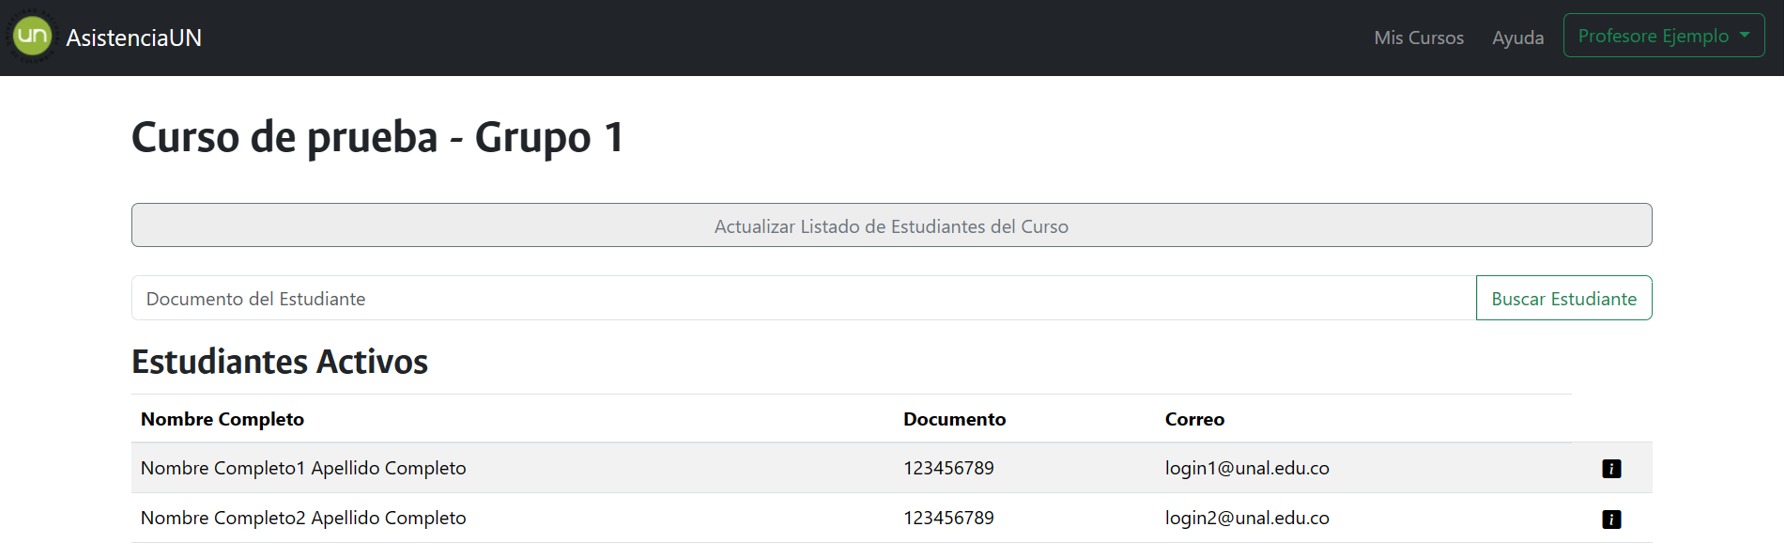 un AsistenciaUN Mis Cursos Ayuda Profesore Ejemplo
Curso de prueba - Grupo 1
Actualizar Listado de Estudiantes del Curso
Documento del Estudiante Buscar Estudiante
Estudiantes Activos
Nombre Completo Documento Correo
Nombre Completo1 Apellido Completo 123456789 login1@unal.edu.co
Nombre Completo2 Apellido Completo 123456789 login2@unal.edu.co